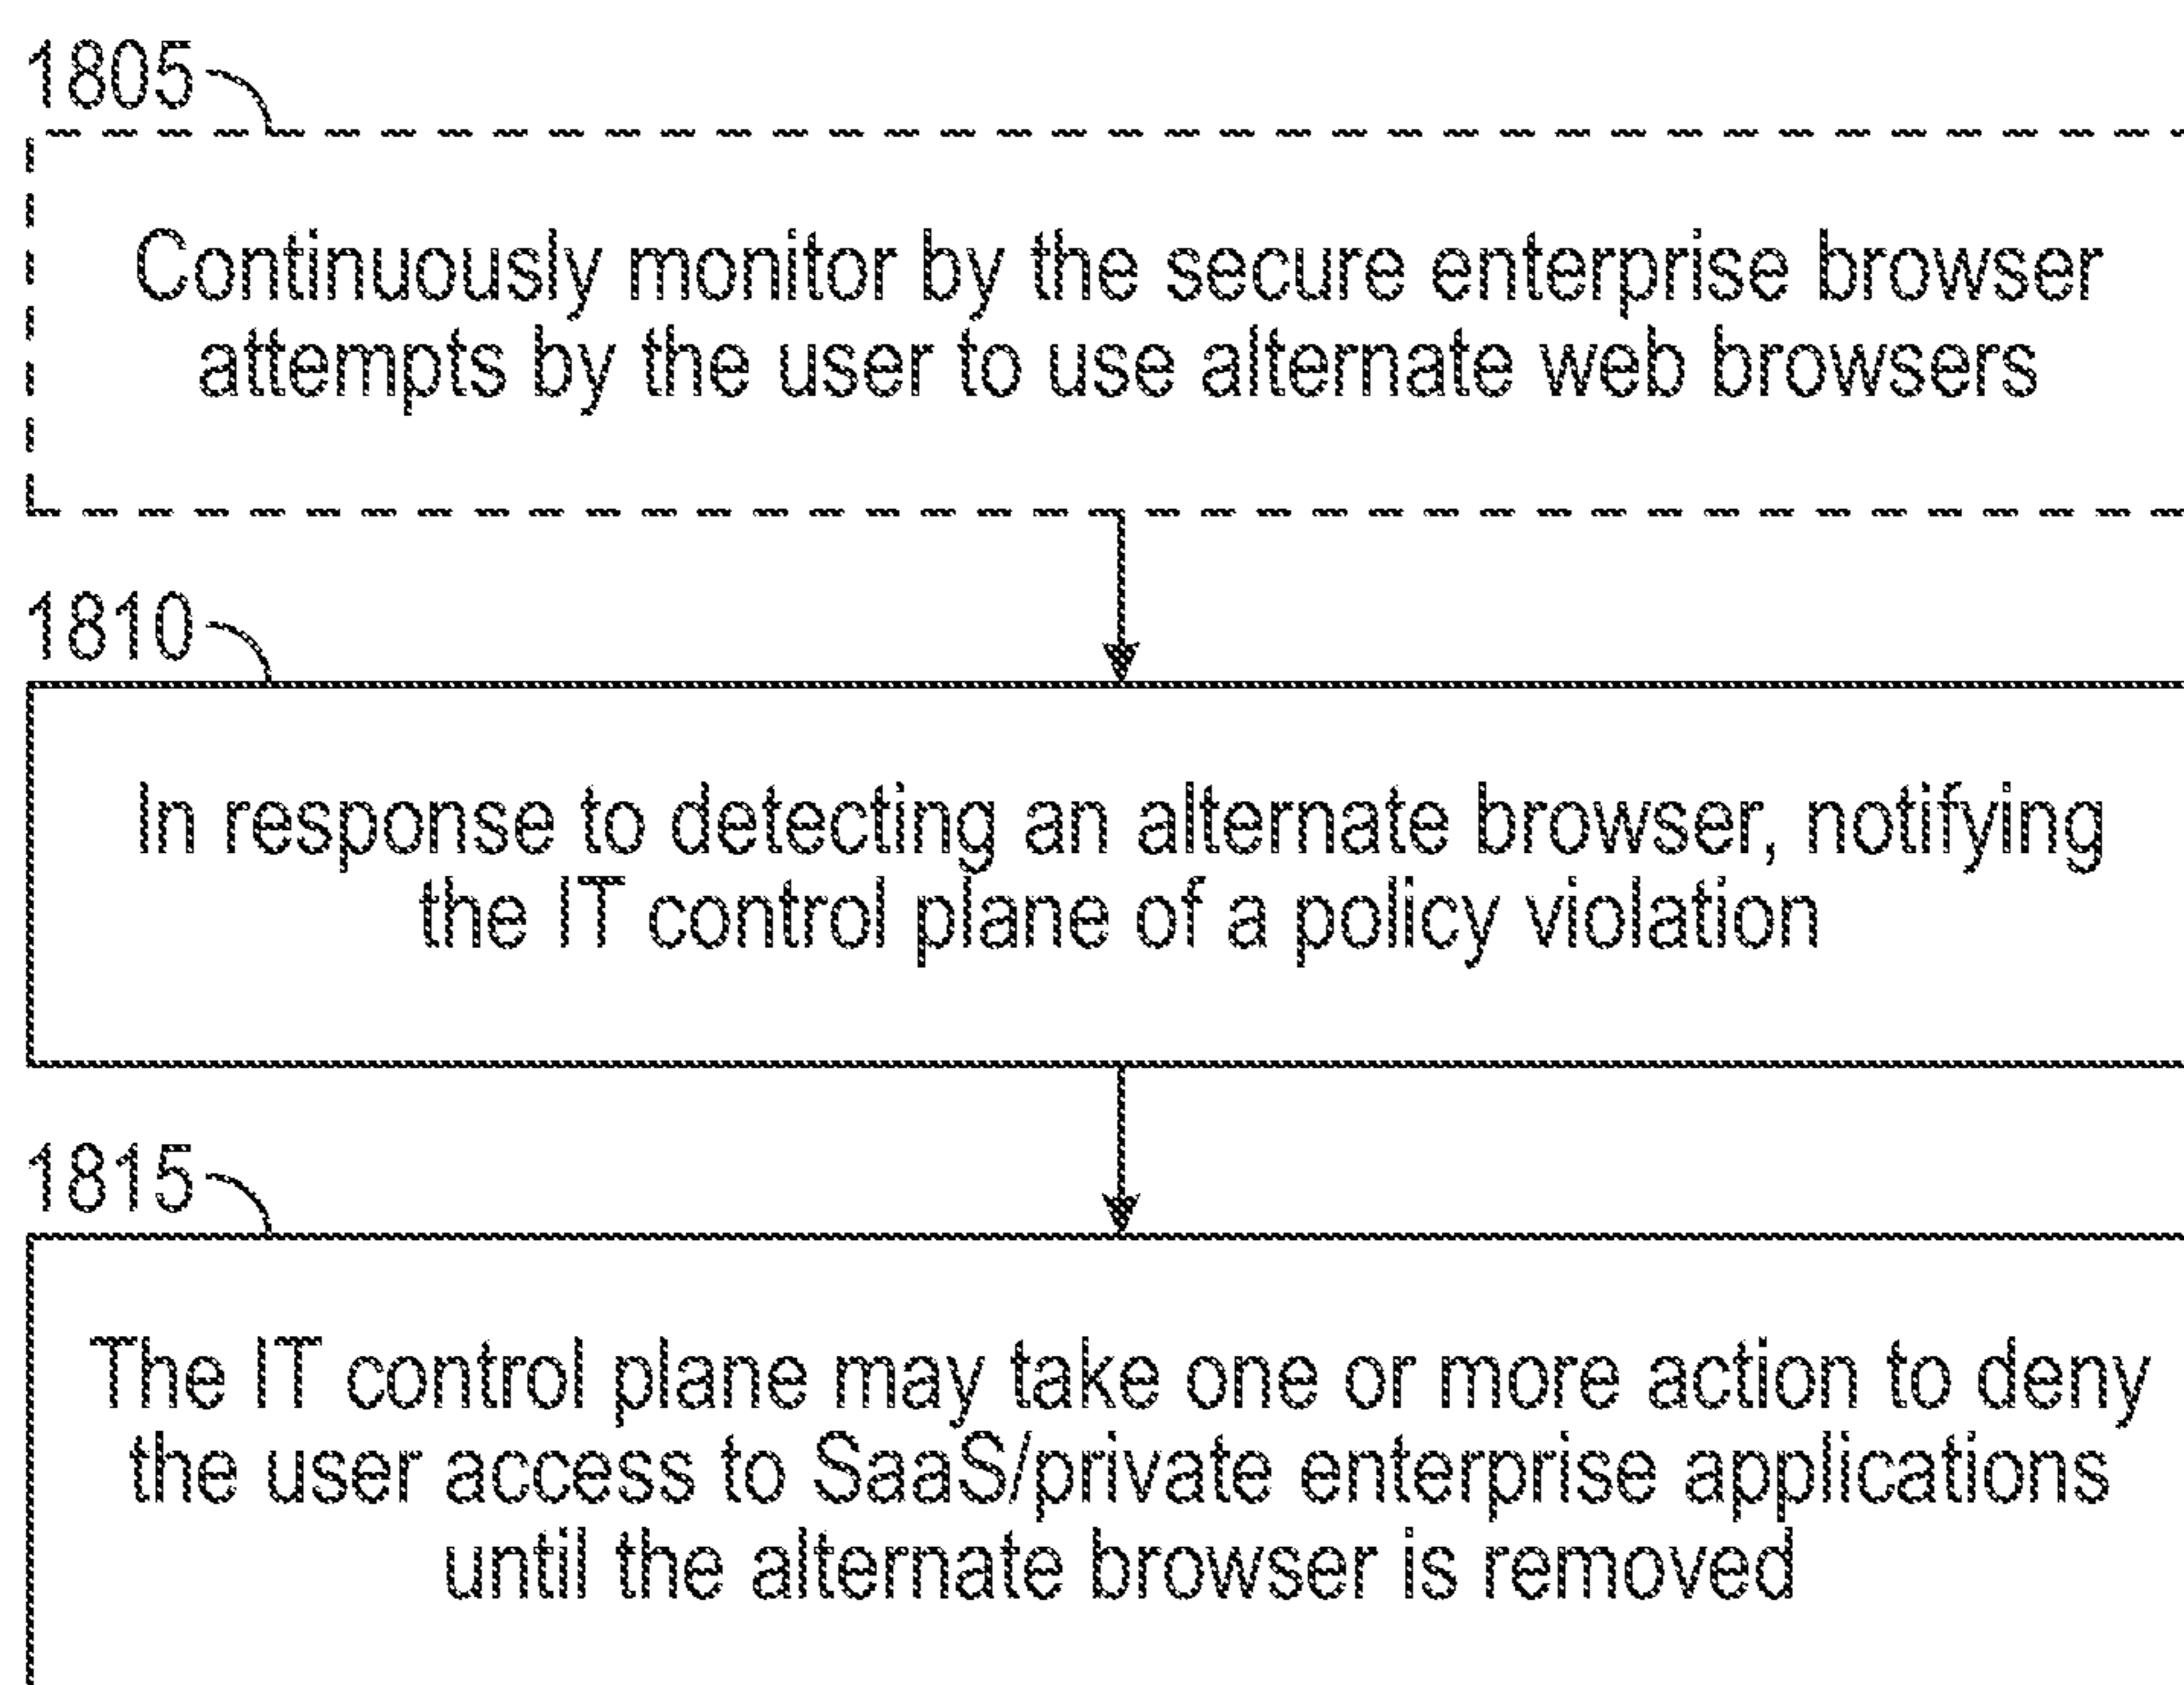 1805
Continuously monitor by the secure enterprise browser
attempts by the user to use alternate web browsers
1810
In response to detecting an alternate browser, notifying
the IT control plane of a policy violation
1815
The IT control plane may take one or more action to deny
the user access to SaaS/private enterprise applications
until the alternate browser is removed